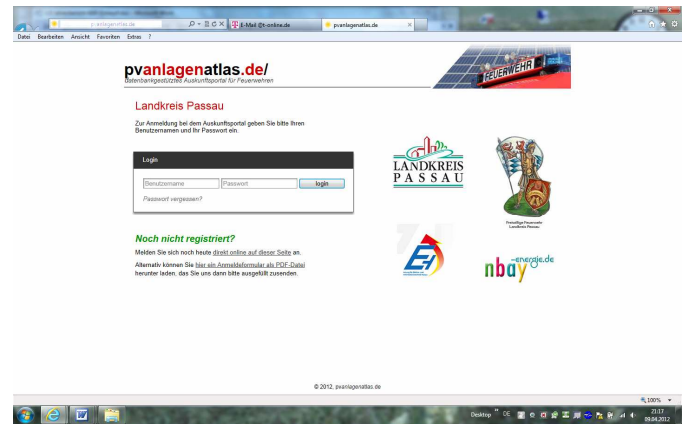 pvanlagenatlas.de
E-Mail @t-online.de
pvanlagenatlas.de
Datei Bearbeiten Ansicht Favoriten Extras ?
pvanlagenatlas.de/
datenbankgestütztes Auskunftsportal für Feuerwehren
FEUERWEHR
Landkreis Passau
Zur Anmeldung bei dem Auskunftsportal geben Sie bitte Ihren
Benutzernamen und Ihr Passwort ein.
Login
Benutzername Passwort login
Passwort vergessen?
LANDKREIS
PASSAU
Freiwillige Feuerwehr
Landkreis Passau
Noch nicht registriert?
Melden Sie sich noch heute direkt online auf dieser Seite an.
Alternativ können Sie hier ein Anmeldeformular als PDF-Datei
herunter laden, das Sie uns dann bitte ausgefüllt zusenden.
nbay-energie.de
© 2012, pvanlagenatlas.de
100%
Desktop DE 21:17
09.04.2012